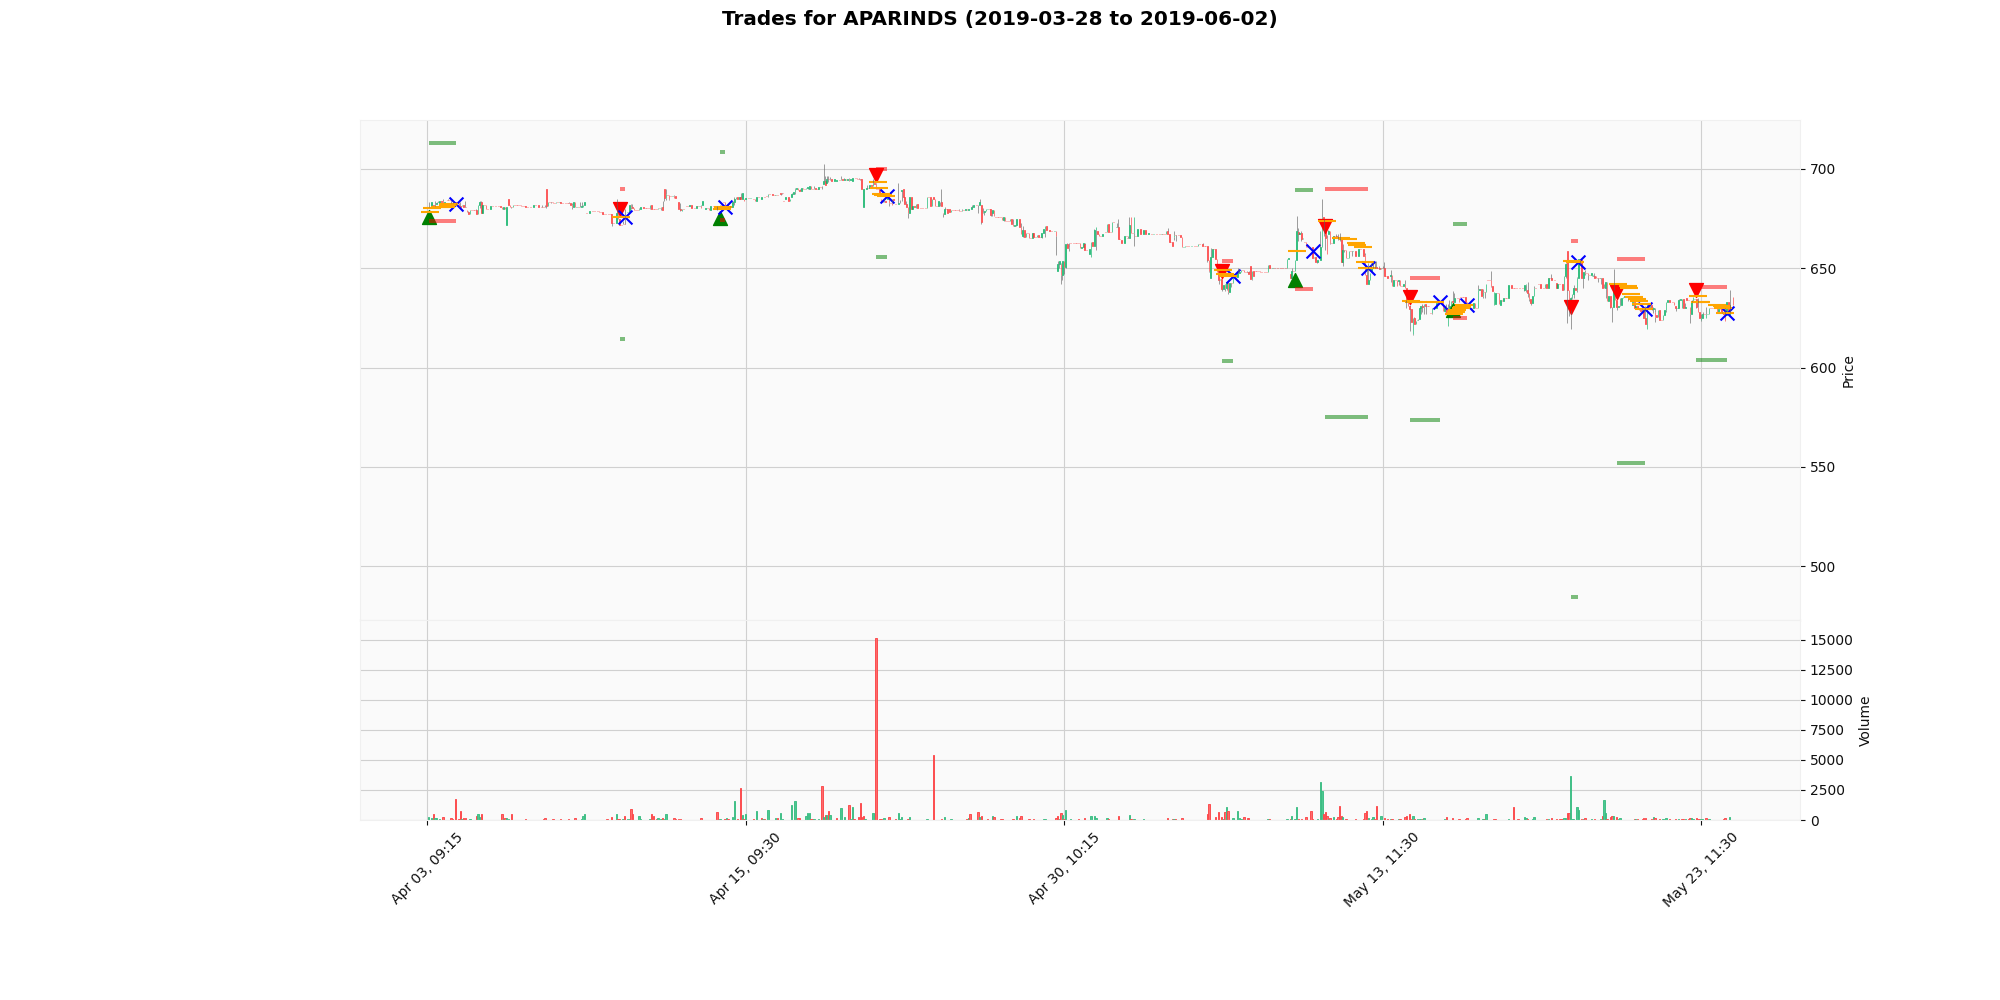 Trades for APARINDS (2019-03-28 to 2019-06-02)
700
650
600
550
500
Price
15000
12500
10000
7500
5000
2500
0
Volume
Apr 03, 09:15
Apr 15, 09:30
Apr 30, 10:15
May 13, 11:30
May 23, 11:30